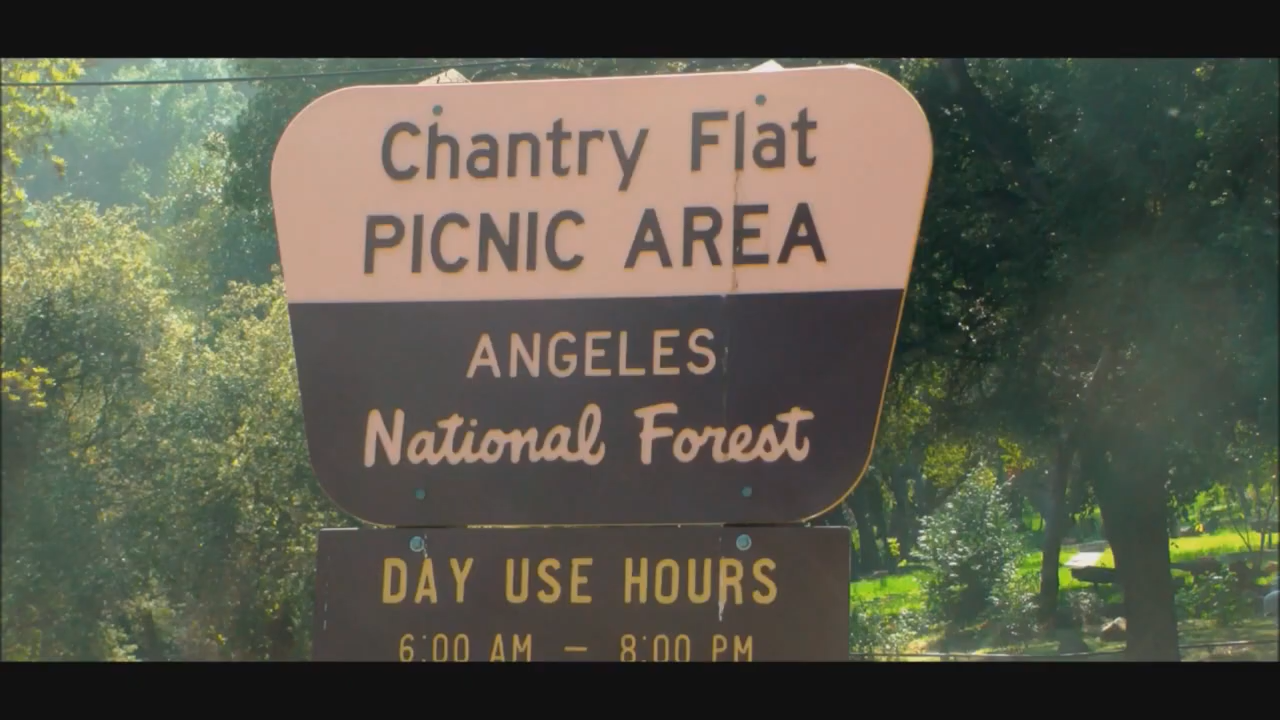 Chantry Flat
PICNIC AREA
ANGELES
National Forest
DAY USE HOURS
6:00 AM — 8:00 PM